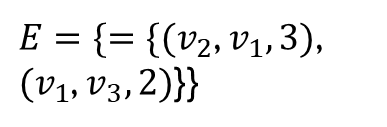 𝐸 = {= {(𝑣₂, 𝑣₁, 3),
(𝑣₁, 𝑣₃, 2)}}